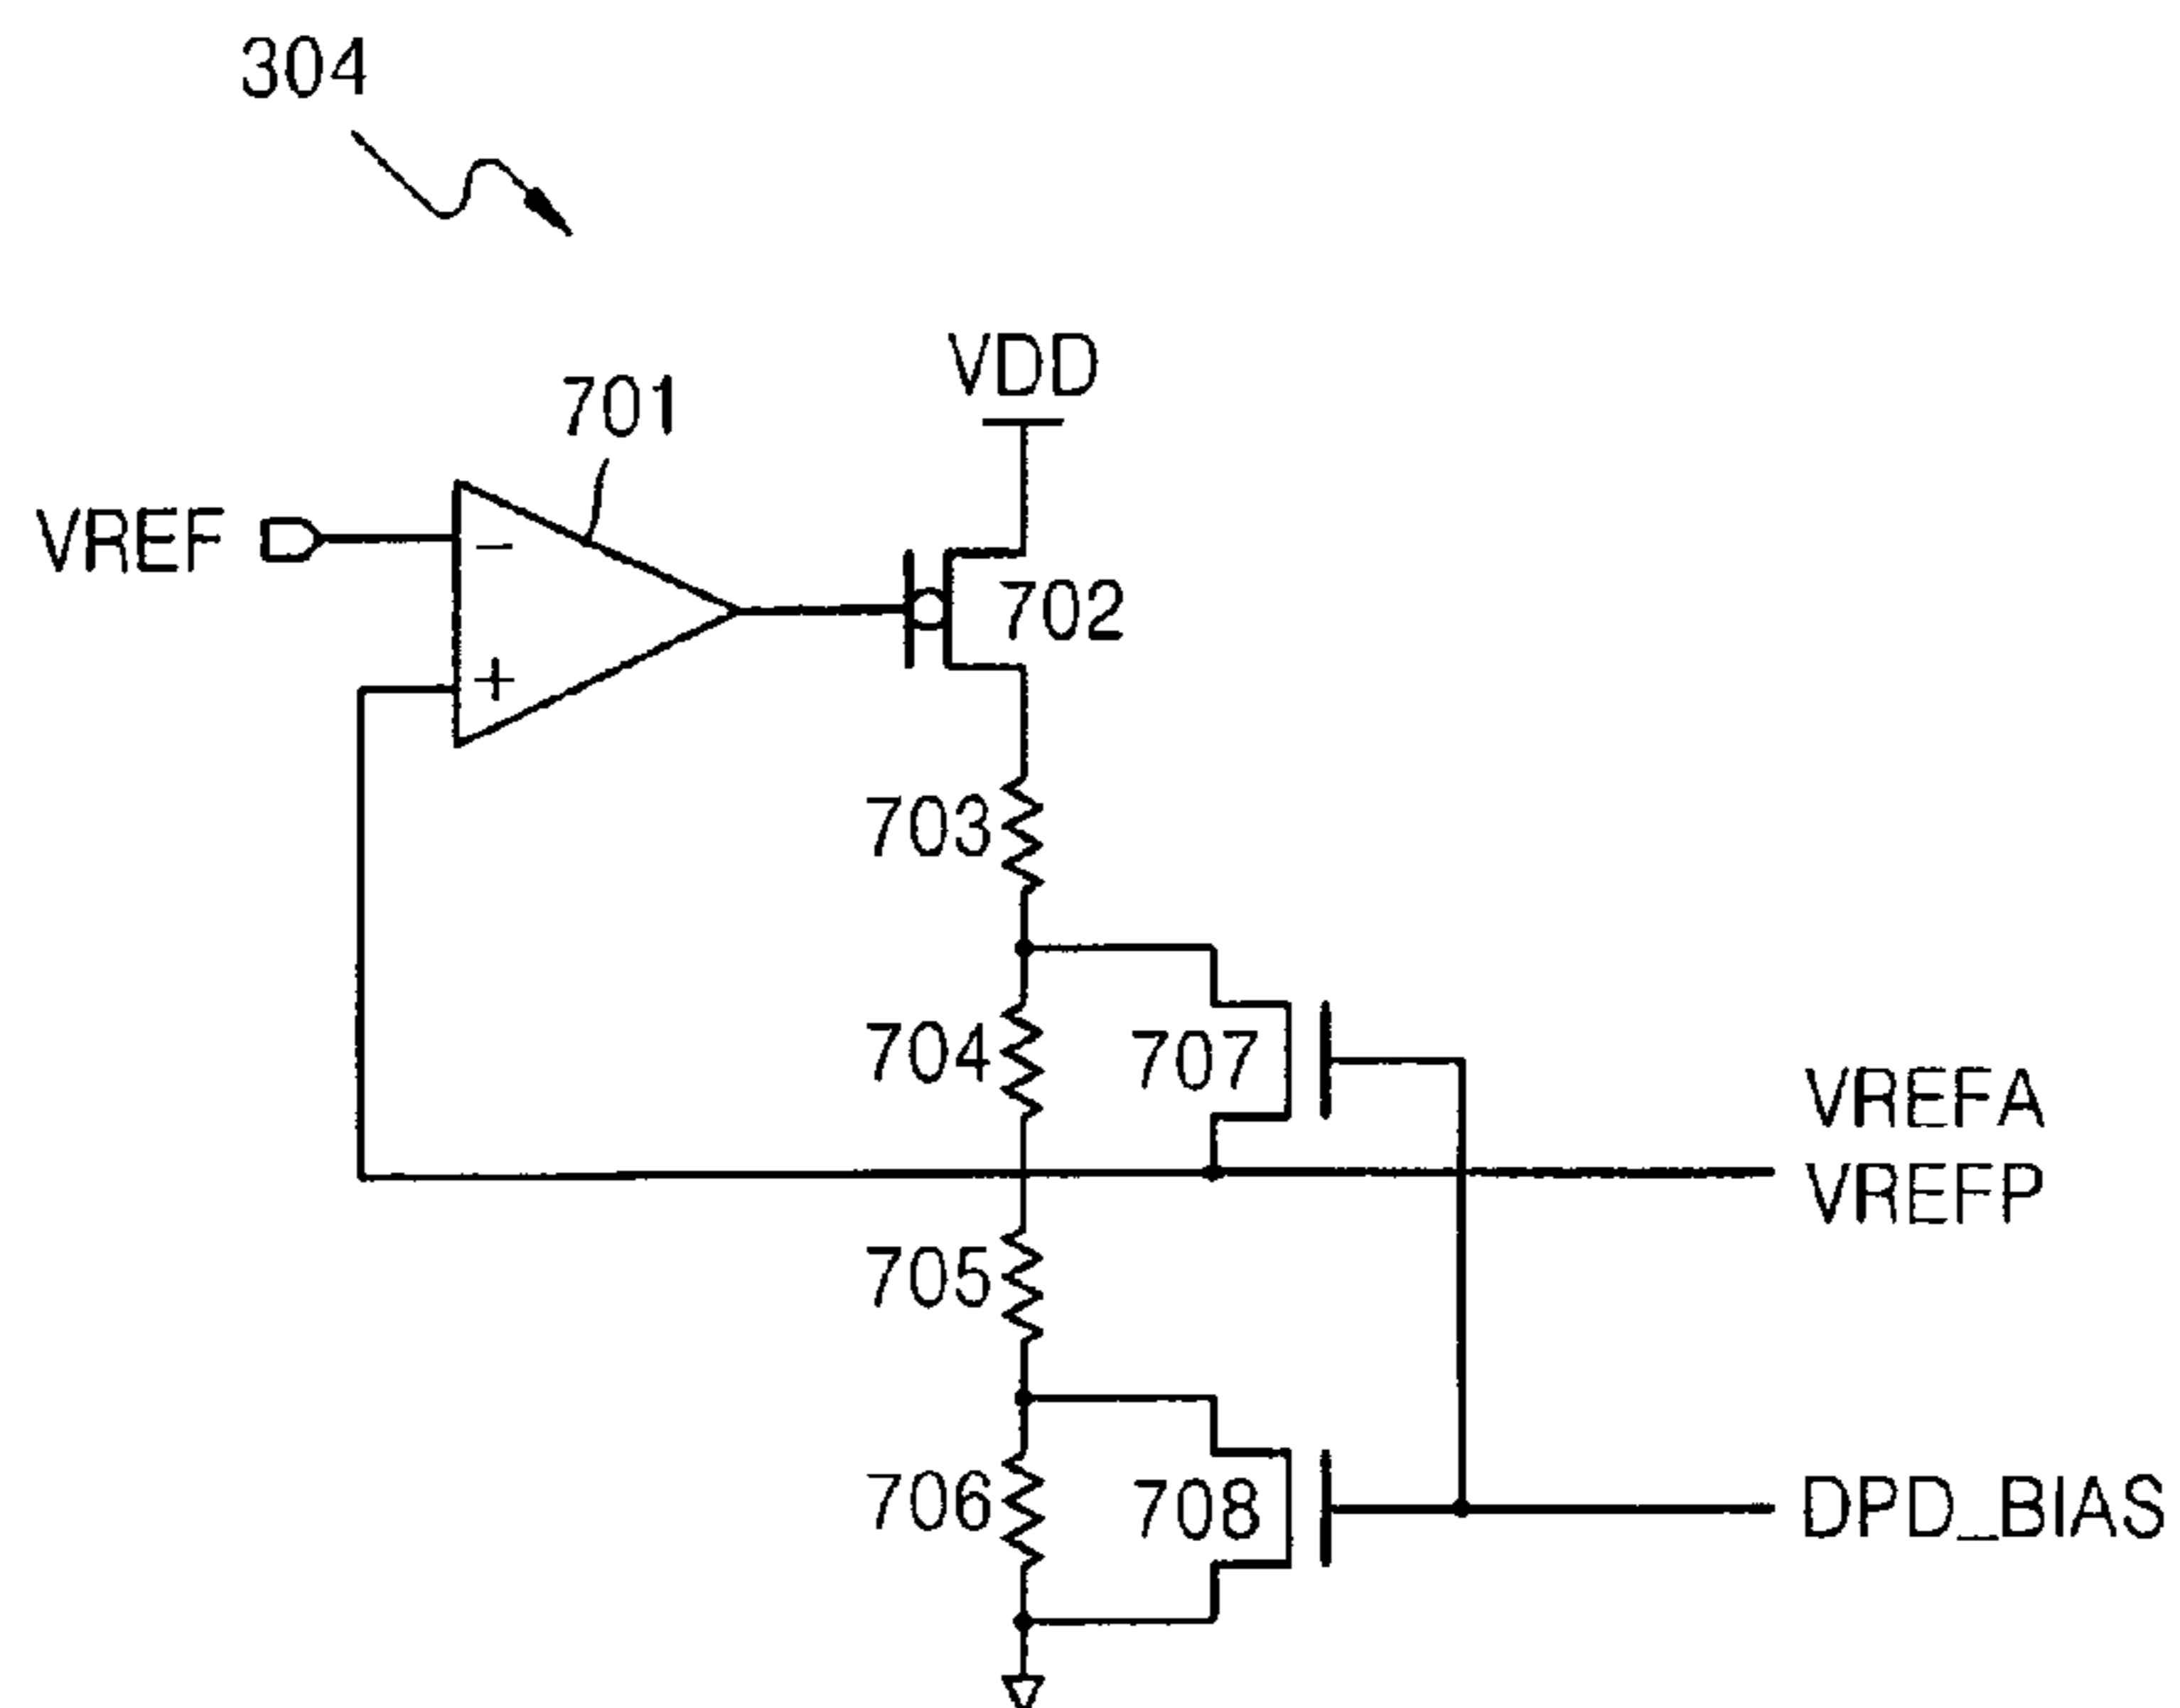 304
VDD
701
VREF
−
702
+
703
704
707
VREFA
VREFP
705
706
708
DPD_BIAS